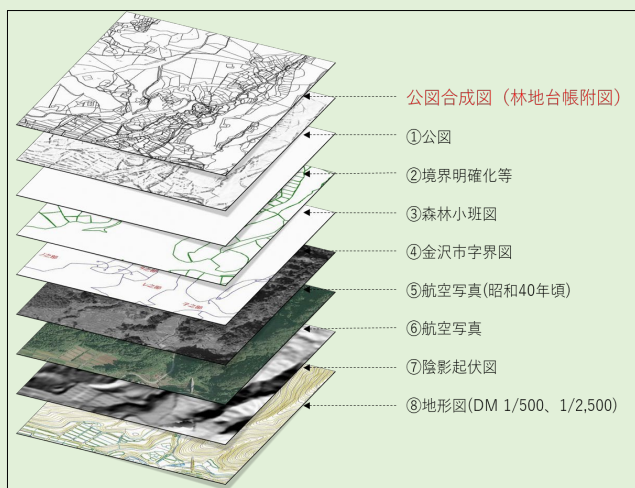 公図合成図（林地台帳附図）
①公図
②境界明確化等
③森林小班図
④金沢市字界図
⑤航空写真(昭和40年頃)
⑥航空写真
⑦陰影起伏図
⑧地形図(DM 1/500、1/2,500)